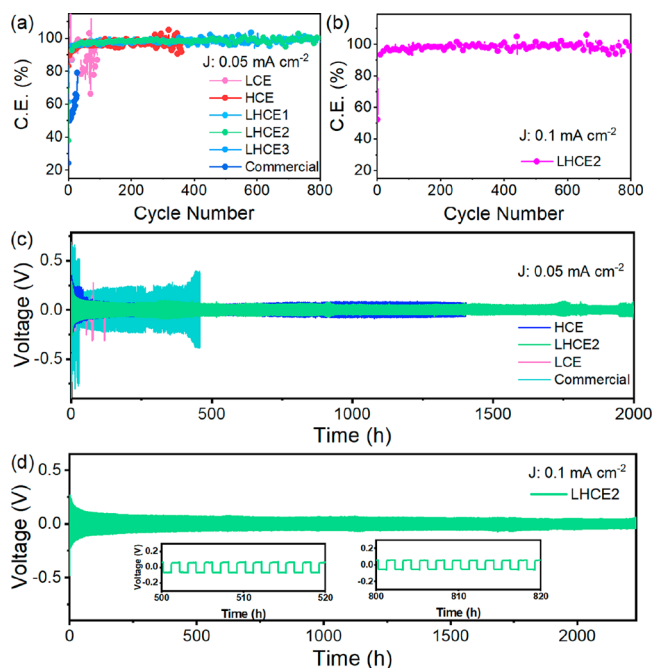 (a)
C.E. (%)
100
80
60
40
20
J: 0.05 mA cm⁻²
LCE
HCE
LHCE1
LHCE2
LHCE3
Commercial
0 200 400 600 800
Cycle Number
(b)
C.E. (%)
100
80
60
40
20
J: 0.1 mA cm⁻²
LHCE2
0 200 400 600 800
Cycle Number
(c)
Voltage (V)
0.5
0.0
-0.5
J: 0.05 mA cm⁻²
HCE
LHCE2
LCE
Commercial
0 500 1000 1500 2000
Time (h)
(d)
Voltage (V)
0.5
0.0
-0.5
J: 0.1 mA cm⁻²
LHCE2
Voltage (V)
0.2
0.0
-0.2
500 510 520
Time (h)
0.2
0.0
-0.2
800 810 820
Time (h)
0 500 1000 1500 2000
Time (h)